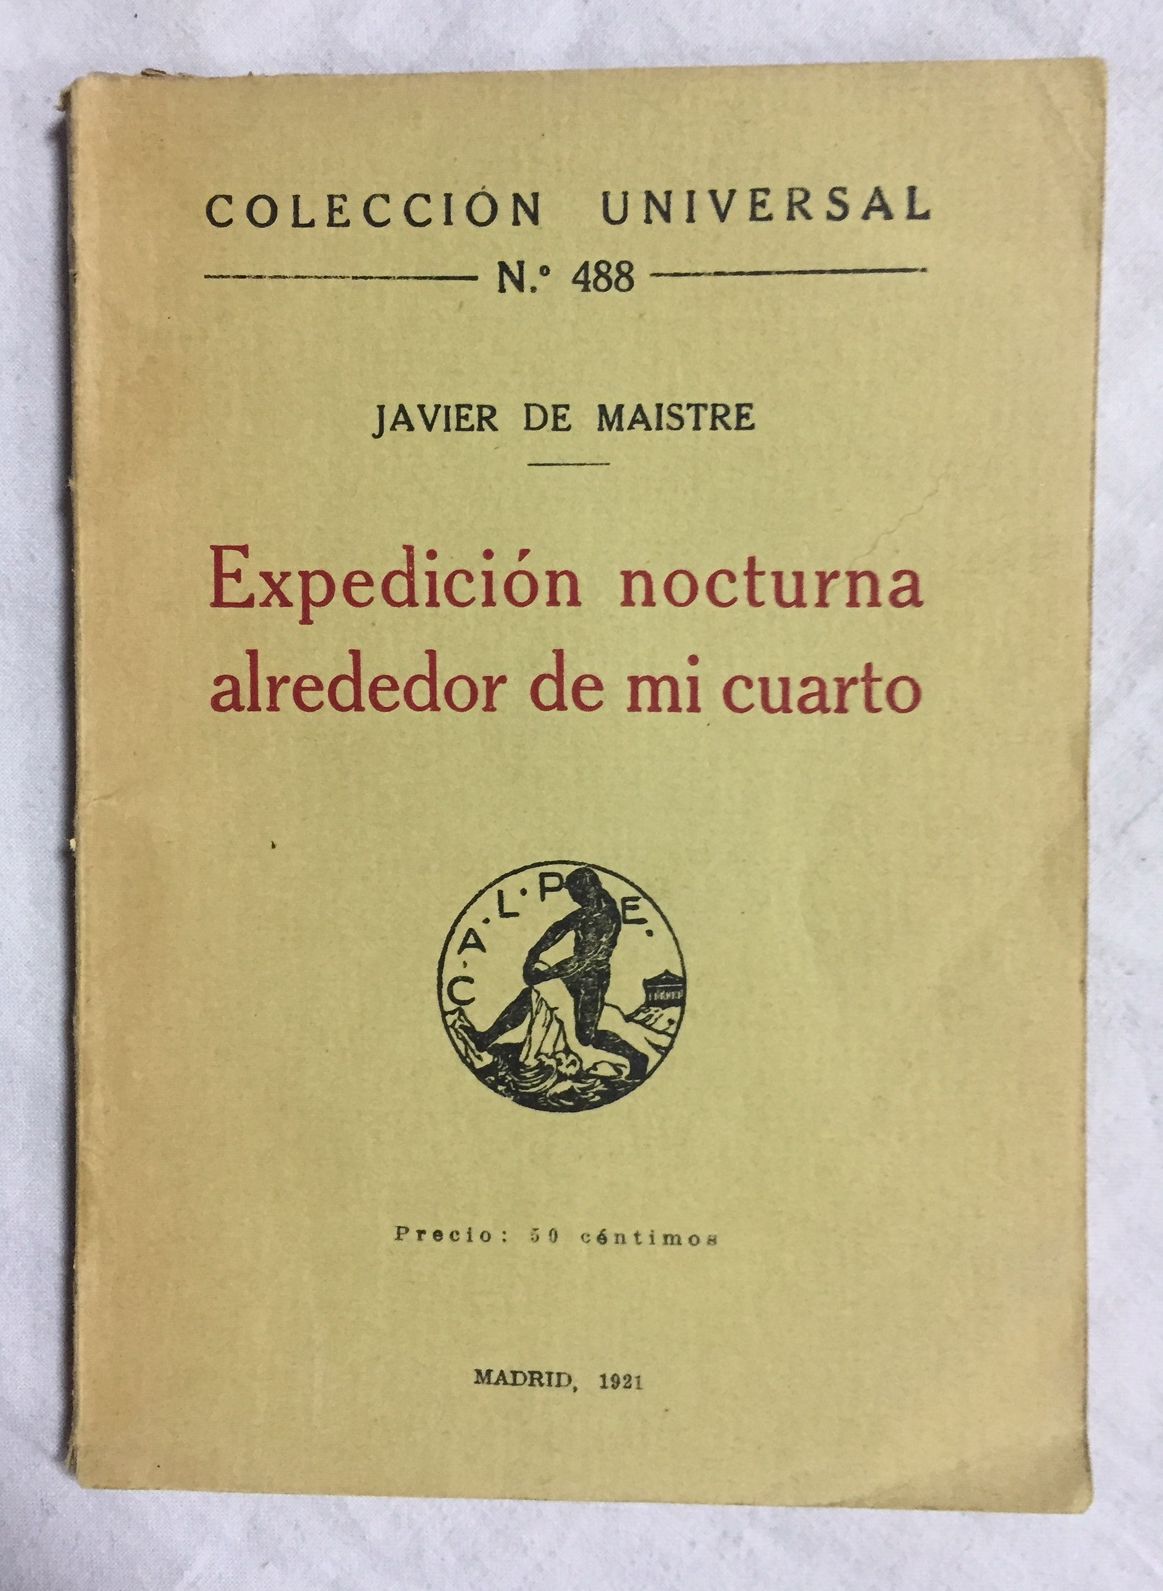 COLECCIÓN UNIVERSAL
N.º 488
JAVIER DE MAISTRE
Expedición nocturna
alrededor de mi cuarto
C·A·L·P·E·
Precio: 50 céntimos
MADRID, 1921